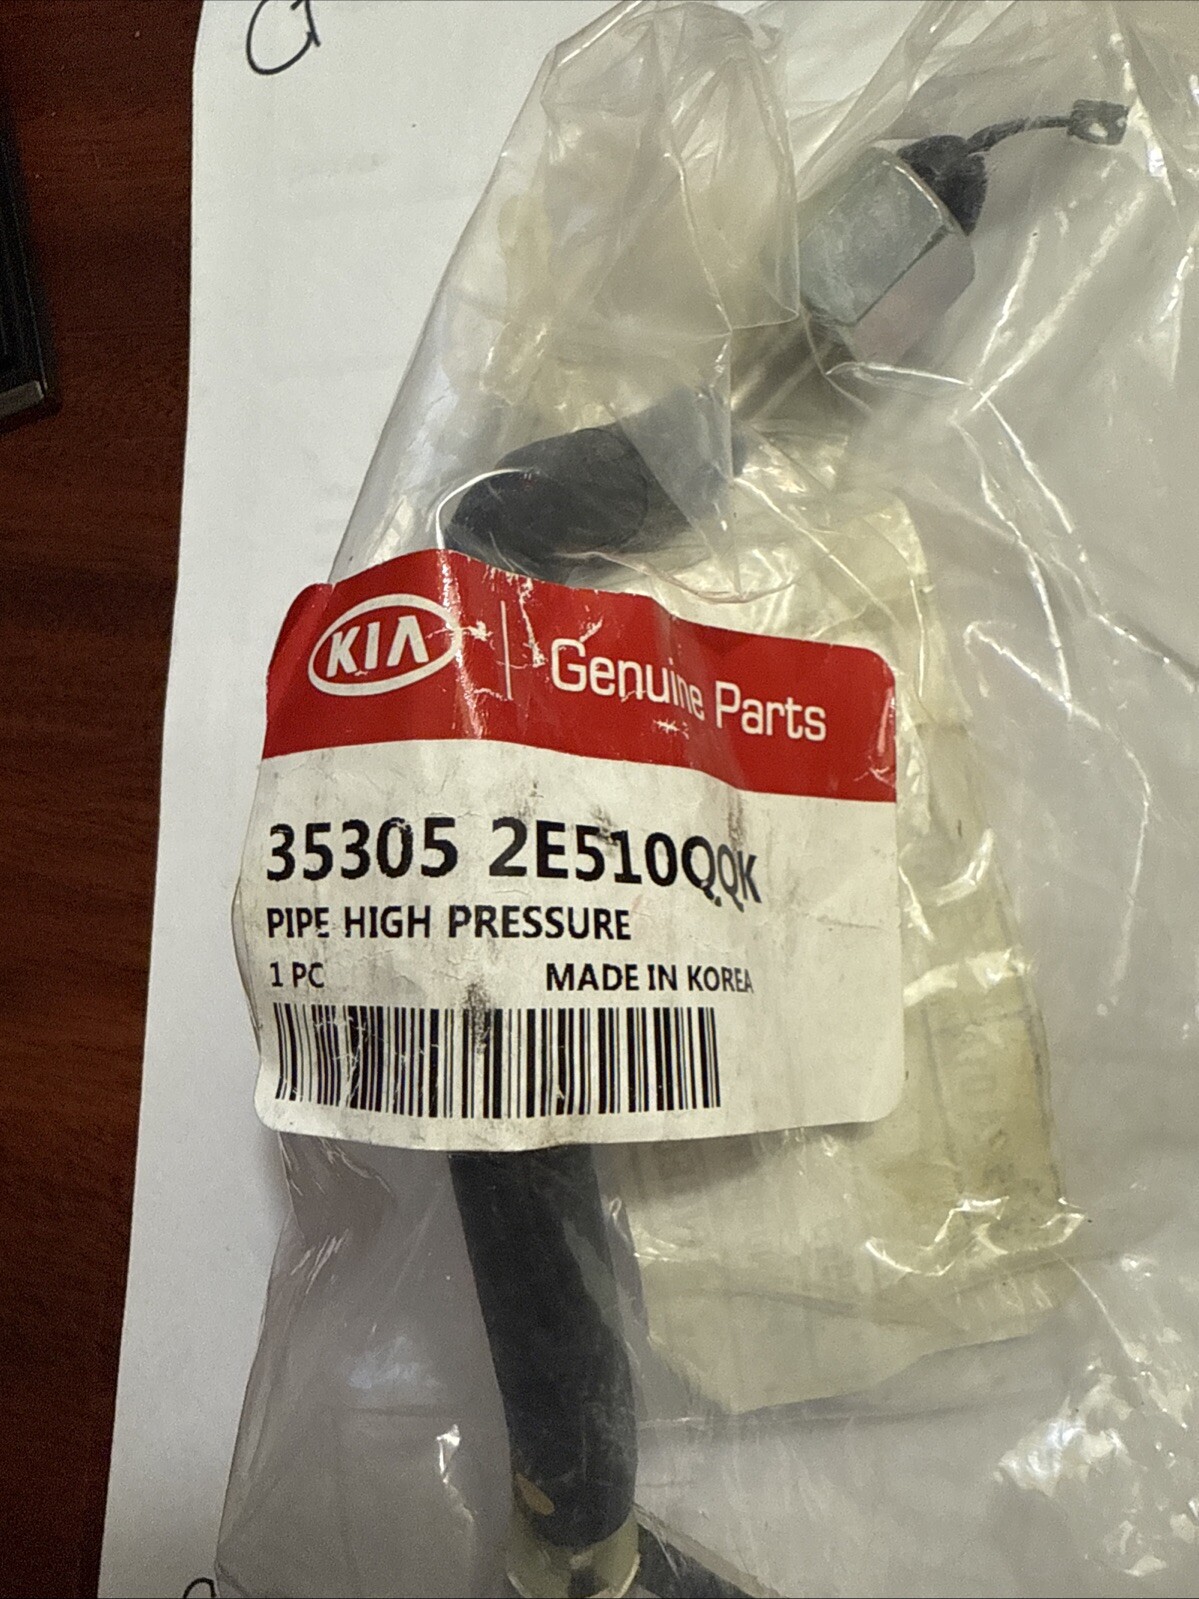 KIA Genuine Parts
35305 2E510QQK
PIPE HIGH PRESSURE
1 PC MADE IN KOREA